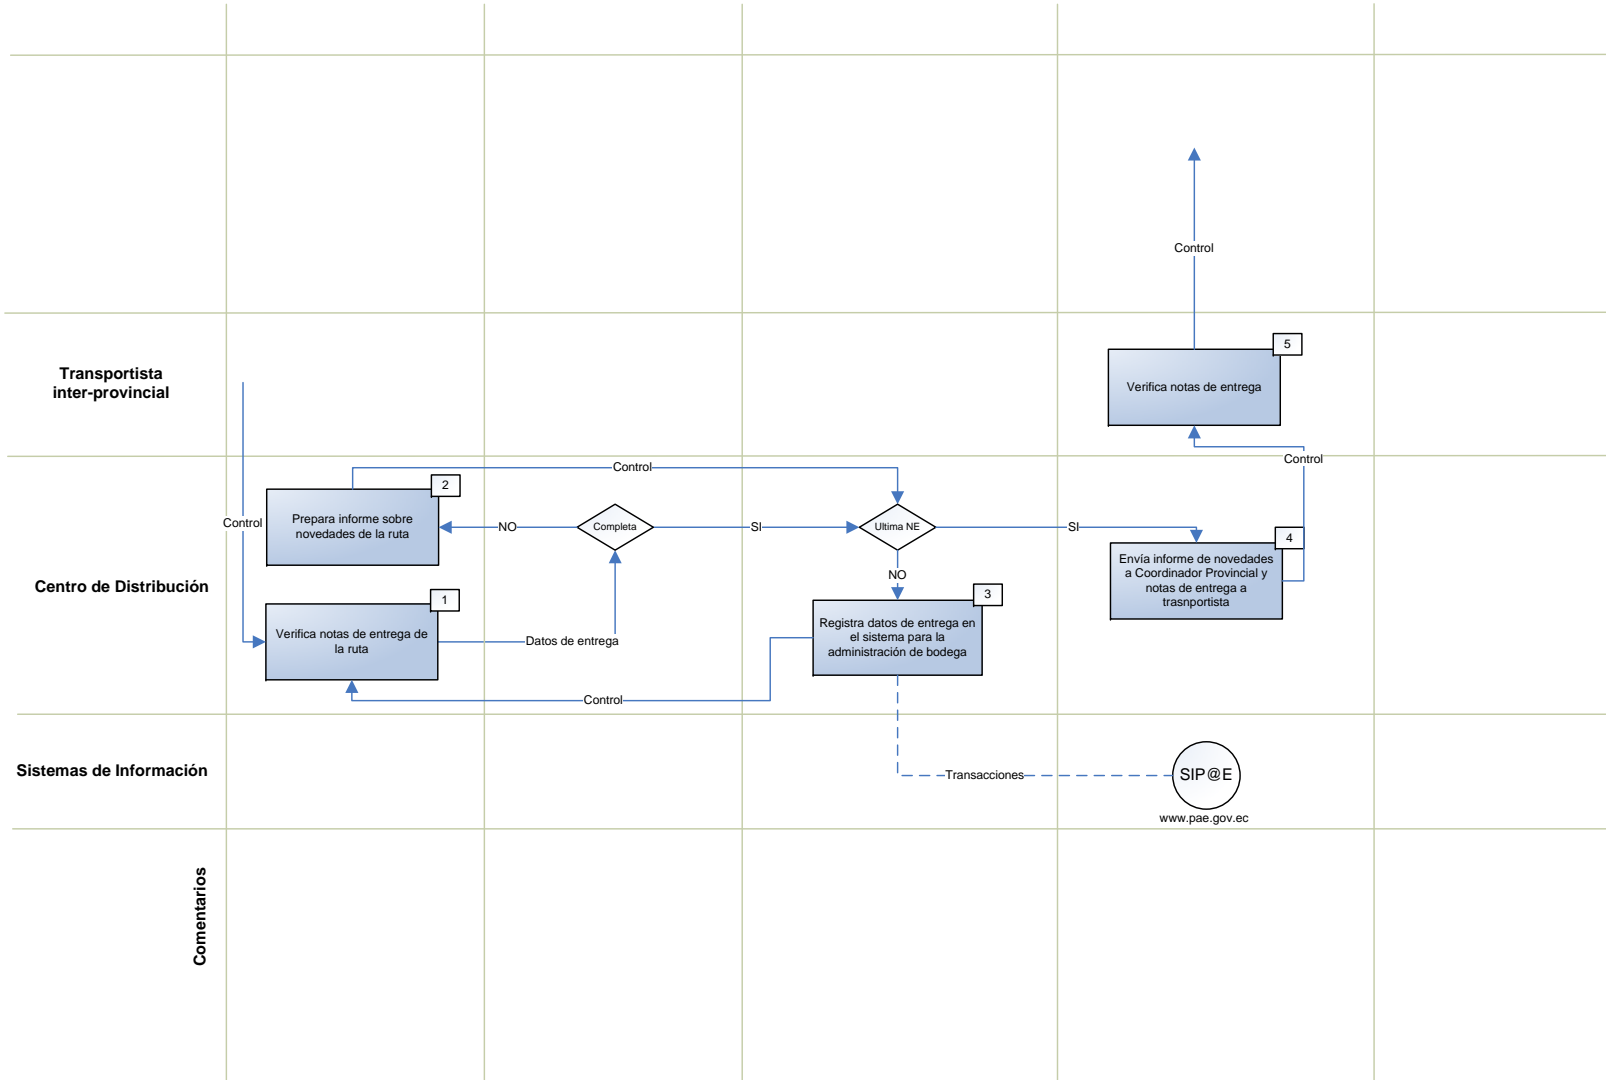 Control
5
Transportista
inter-provincial
Verifica notas de entrega
Control
Control
2
Prepara informe sobre
novedades de la ruta
Control
NO
Completa
SI
Ultima NE
SI
4
Envía informe de novedades
a Coordinador Provincial y
notas de entrega a
trasnportista
Centro de Distribución
NO
1
Verifica notas de entrega de
la ruta
Datos de entrega
3
Registra datos de entrega en
el sistema para la
administración de bodega
Control
Sistemas de Información
Transacciones
SIP@E
www.pae.gov.ec
Comentarios